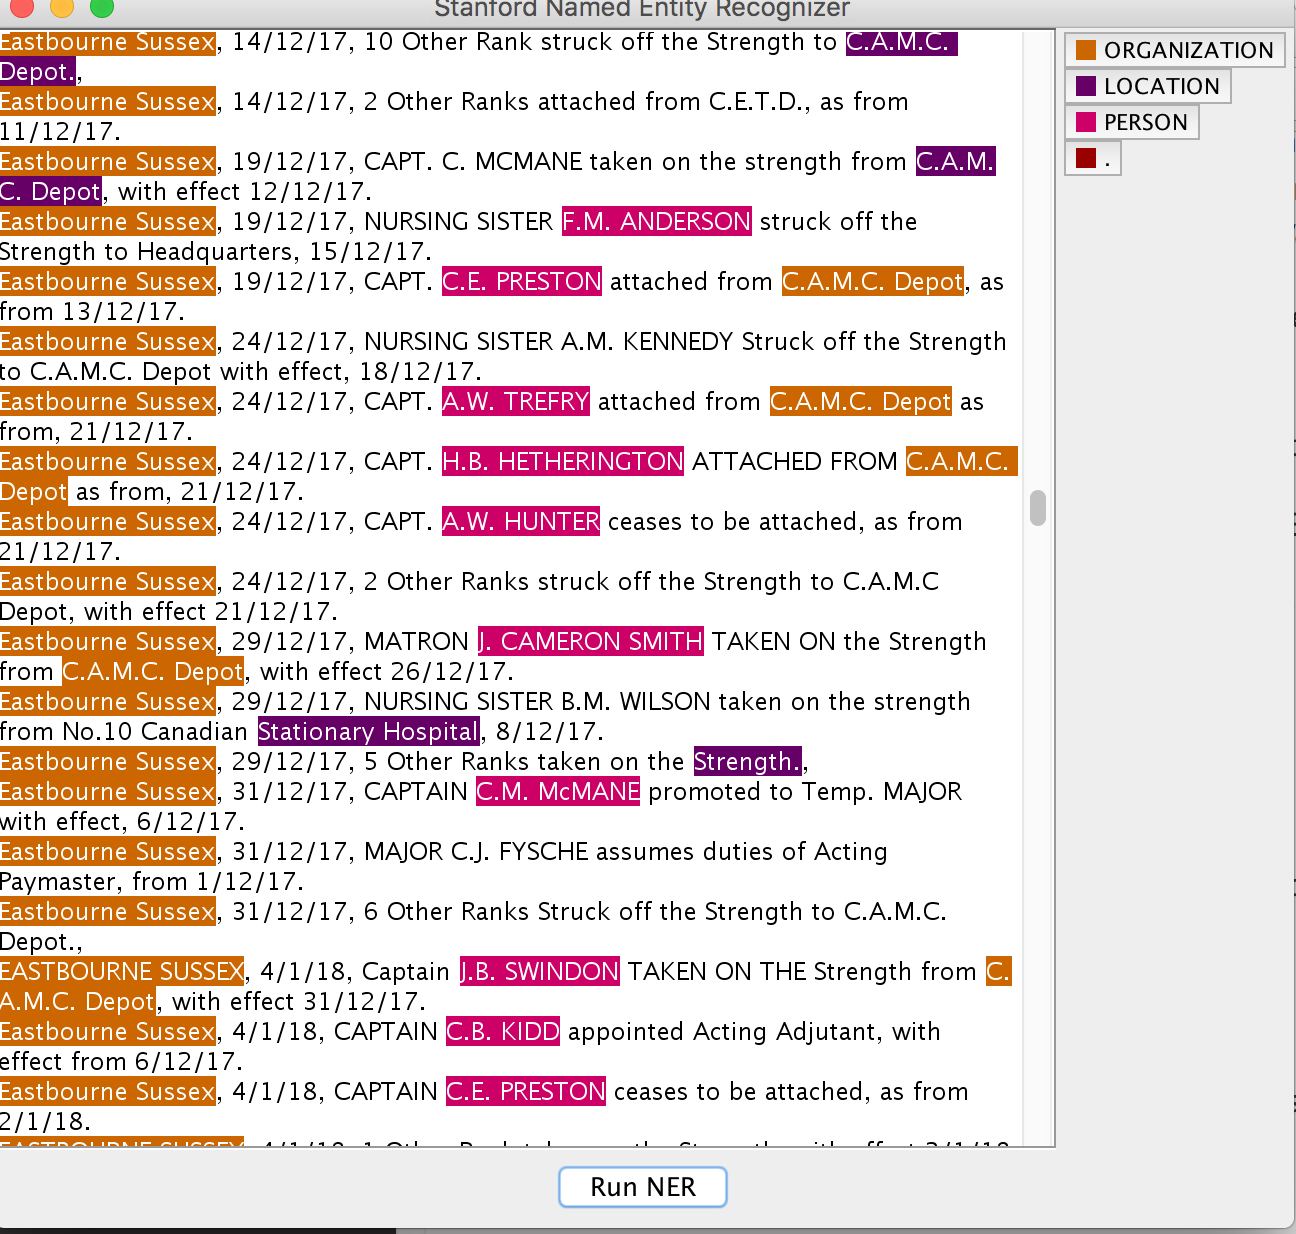 Stanford Named Entity Recognizer
Eastbourne Sussex, 14/12/17, 10 Other Rank struck off the Strength to C.A.M.C.
Depot.,
Eastbourne Sussex, 14/12/17, 2 Other Ranks attached from C.E.T.D., as from
11/12/17.
Eastbourne Sussex, 19/12/17, CAPT. C. MCMANE taken on the strength from C.A.M.
C. Depot, with effect 12/12/17.
Eastbourne Sussex, 19/12/17, NURSING SISTER F.M. ANDERSON struck off the
Strength to Headquarters, 15/12/17.
Eastbourne Sussex, 19/12/17, CAPT. C.E. PRESTON attached from C.A.M.C. Depot, as
from 13/12/17.
Eastbourne Sussex, 24/12/17, NURSING SISTER A.M. KENNEDY Struck off the Strength
to C.A.M.C. Depot with effect, 18/12/17.
Eastbourne Sussex, 24/12/17, CAPT. A.W. TREFRY attached from C.A.M.C. Depot as
from, 21/12/17.
Eastbourne Sussex, 24/12/17, CAPT. H.B. HETHERINGTON ATTACHED FROM C.A.M.C.
Depot as from, 21/12/17.
Eastbourne Sussex, 24/12/17, CAPT. A.W. HUNTER ceases to be attached, as from
21/12/17.
Eastbourne Sussex, 24/12/17, 2 Other Ranks struck off the Strength to C.A.M.C
Depot, with effect 21/12/17.
Eastbourne Sussex, 29/12/17, MATRON J. CAMERON SMITH TAKEN ON the Strength
from C.A.M.C. Depot, with effect 26/12/17.
Eastbourne Sussex, 29/12/17, NURSING SISTER B.M. WILSON taken on the strength
from No.10 Canadian Stationary Hospital, 8/12/17.
Eastbourne Sussex, 29/12/17, 5 Other Ranks taken on the Strength.,
Eastbourne Sussex, 31/12/17, CAPTAIN C.M. McMANE promoted to Temp. MAJOR
with effect, 6/12/17.
Eastbourne Sussex, 31/12/17, MAJOR C.J. FYSCHE assumes duties of Acting
Paymaster, from 1/12/17.
Eastbourne Sussex, 31/12/17, 6 Other Ranks Struck off the Strength to C.A.M.C.
Depot.,
EASTBOURNE SUSSEX, 4/1/18, Captain J.B. SWINDON TAKEN ON THE Strength from C.
A.M.C. Depot, with effect 31/12/17.
Eastbourne Sussex, 4/1/18, CAPTAIN C.B. KIDD appointed Acting Adjutant, with
effect from 6/12/17.
Eastbourne Sussex, 4/1/18, CAPTAIN C.E. PRESTON ceases to be attached, as from
2/1/18.
EASTBOURNE SUSSEX, 4/1/18, 1 Other
ORGANIZATION
LOCATION
PERSON
.
Run NER